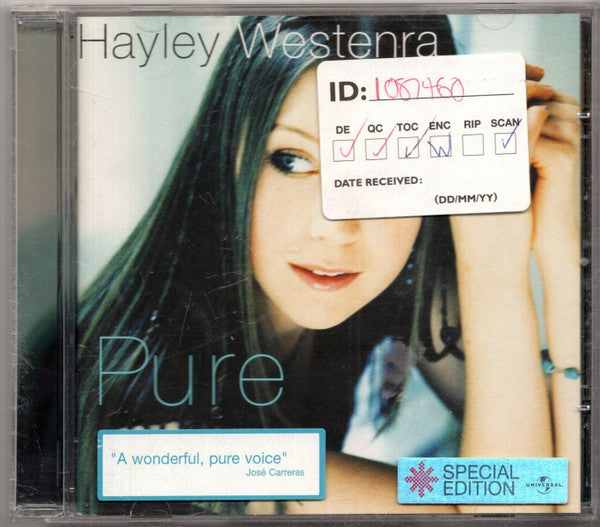 Hayley Westenra
ID: 1087460
DE QC TOC ENC RIP SCAN
DATE RECEIVED:
(DD/MM/YY)
Pure
"A wonderful, pure voice"
José Carreras
SPECIAL
EDITION
UNIVERSAL